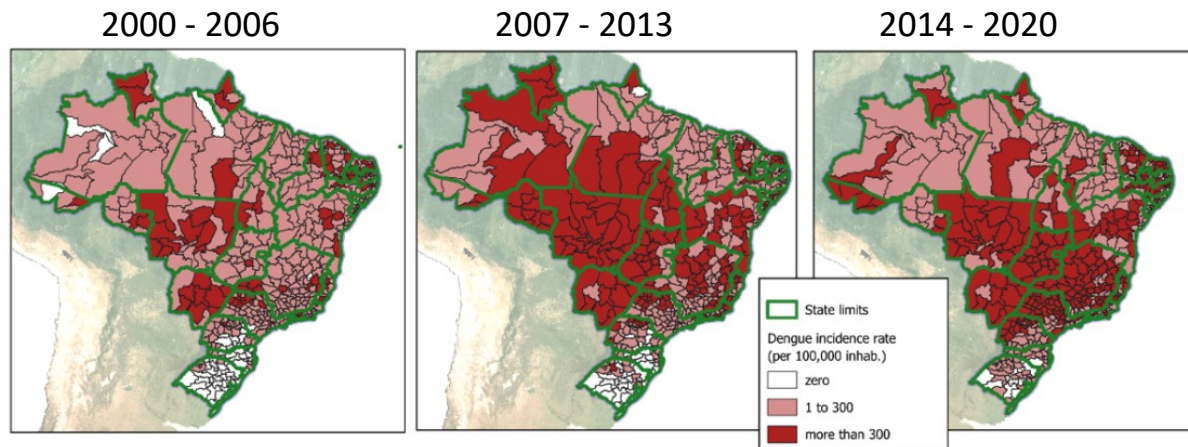 2000 - 2006
2007 - 2013
2014 - 2020
State limits
Dengue incidence rate
(per 100,000 inhab.)
zero
1 to 300
more than 300